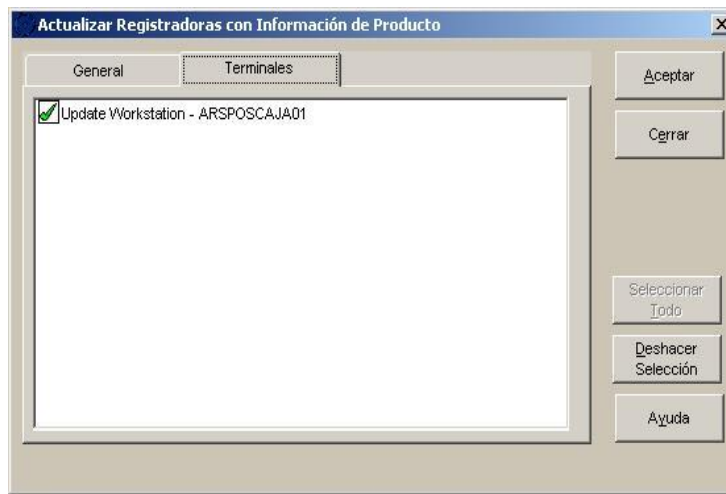 Actualizar Registradoras con Información de Producto
General
Terminales
Update Workstation - ARSPOSCAJA01
Aceptar
Cerrar
Seleccionar
Todo
Deshacer
Selección
Ayuda